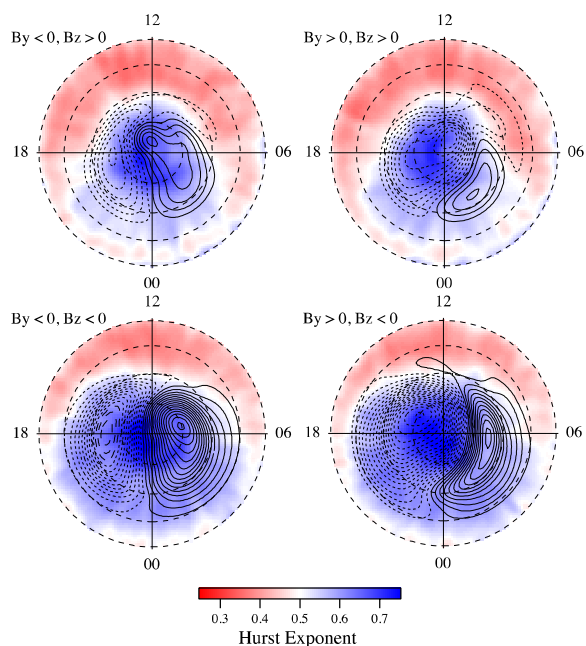 12 12
By < 0, Bz > 0 By > 0, Bz > 0
18 06 18 06
00 00
12 12
By < 0, Bz < 0 By > 0, Bz < 0
18 06 18 06
00 00
0.3 0.4 0.5 0.6 0.7
Hurst Exponent